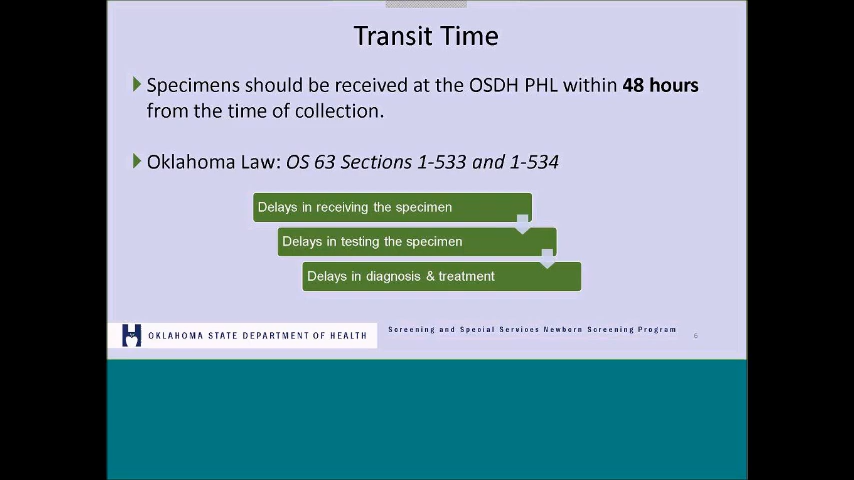 Transit Time
Specimens should be received at the OSDH PHL within 48 hours
from the time of collection.
Oklahoma Law: OS 63 Sections 1-533 and 1-534
Delays in receiving the specimen
Delays in testing the specimen
Delays in diagnosis & treatment
OKLAHOMA STATE DEPARTMENT OF HEALTH
Screening and Special Services Newborn Screening Program
6